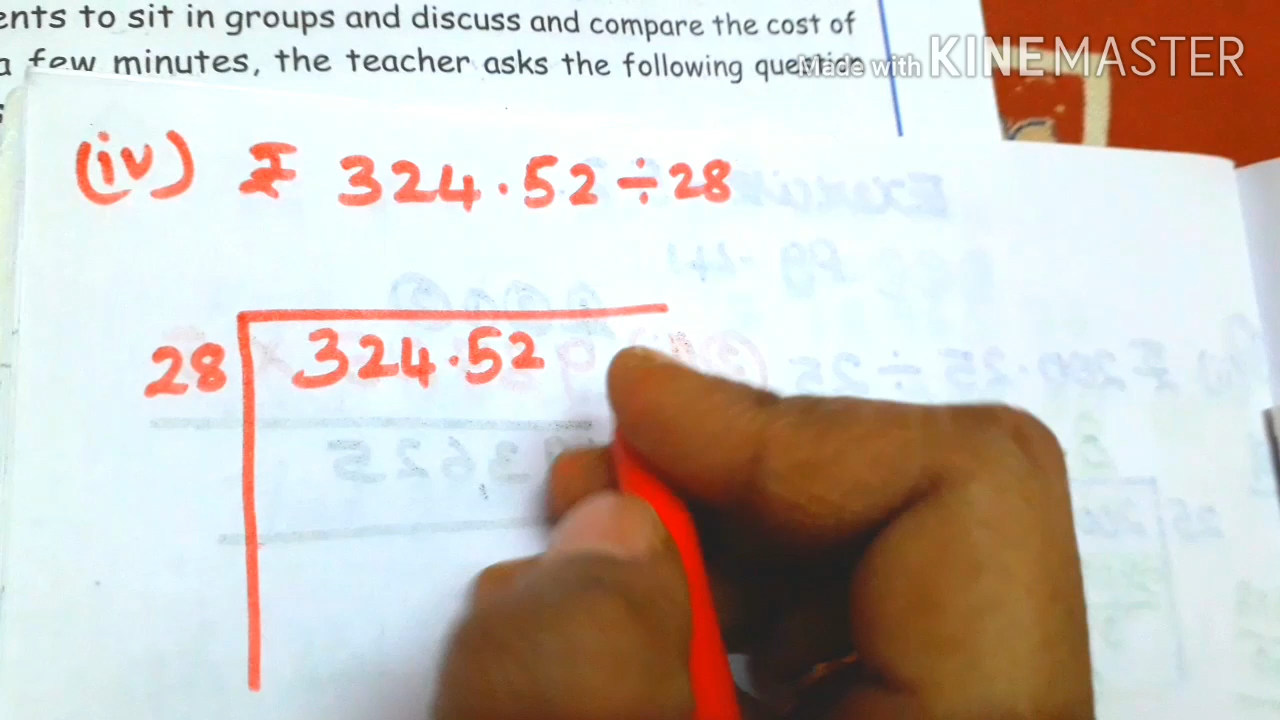 ents to sit in groups and discuss and compare the cost of
a few minutes, the teacher asks the following question
Made with KINEMASTER
(iv) ₹ 324.52 ÷ 28
28 324.52